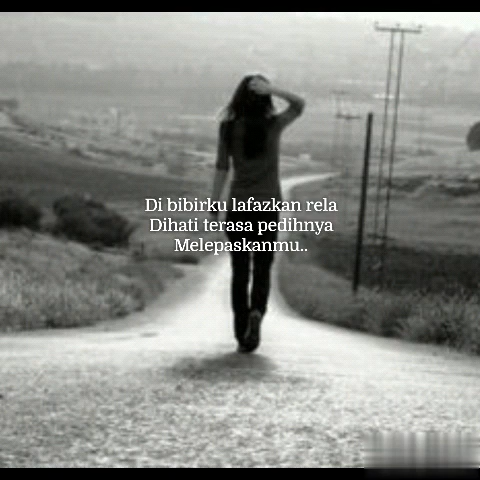 Di bibirku lafazkan rela
Dihati terasa pedihnya
Melepaskanmu..